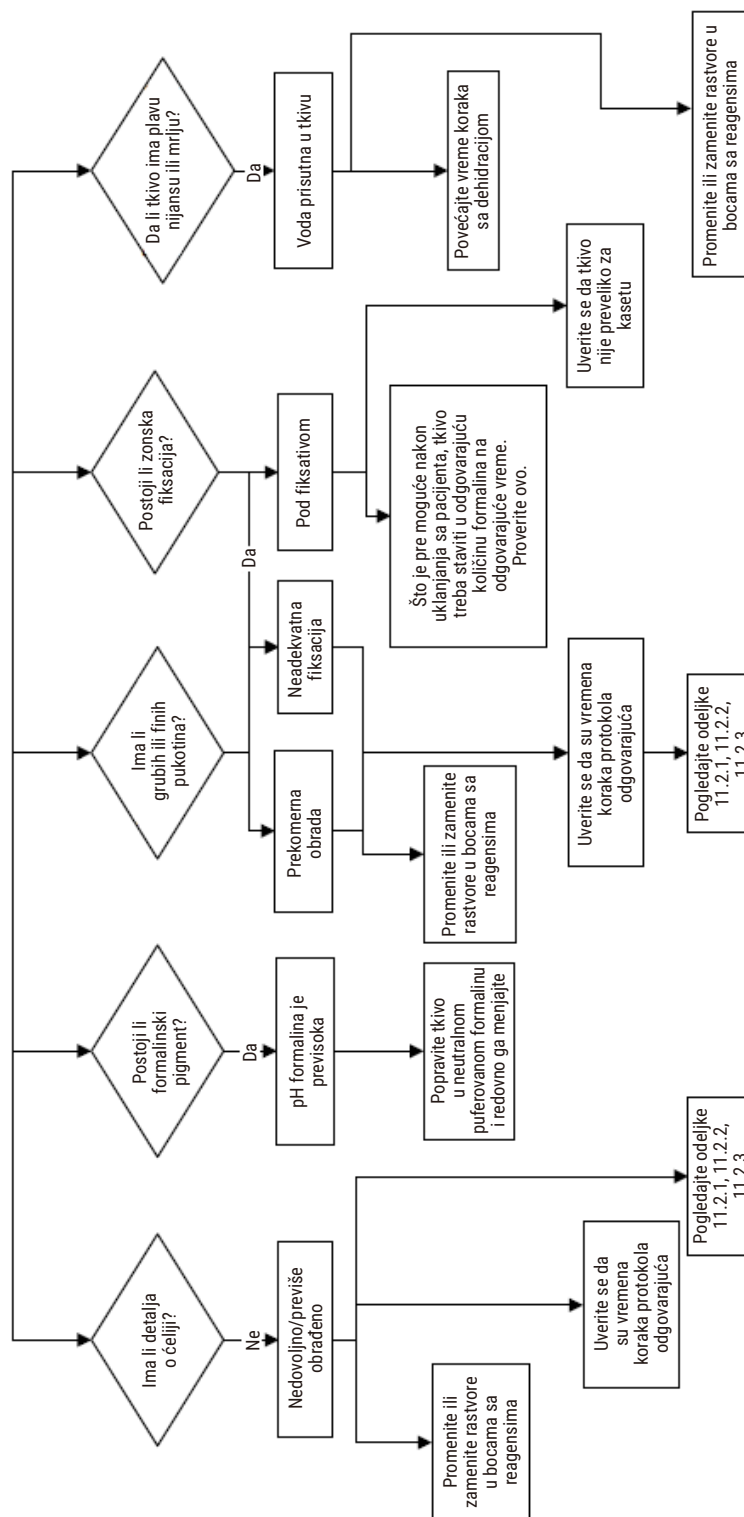 Ima li detalja
o ćeliji?
Ne
Nedovoljno/previše
obrađeno
Promenite ili
zamenite rastvore
u bocama sa
reagensima
Uverite se da
su vremena
koraka protokola
odgovarajuća
Pogledajte odeljke
11.2.1, 11.2.2,
11.2.3
Postoji li
formalinski
pigment?
Da
pH formalina je
previsoka
Popravite tkivo
u neutralnom
puferovanom formalinu
i redovno ga menjajte
Ima li
grubih ili finih
pukotina?
Prekomerna
obrada
Neadekvatna
fiksacija
Promenite ili zamenite
rastvore u bocama sa
reagensima
Uverite se da su vremena
koraka protokola
odgovarajuća
Pogledajte odeljke
11.2.1, 11.2.2,
11.2.3
Postoji li zonska
fiksacija?
Da
Pod fiksativom
Što je pre moguće nakon
uklanjanja sa pacijenta, tkivo
treba staviti u odgovarajuću
količinu formalina na
odgovarajuće vreme.
Proverite ovo.
Uverite se da tkivo
nije preveliko za
kasetu
Da li tkivo ima plavu
nijansu ili mrlju?
Da
Voda prisutna u tkivu
Povećajte vreme koraka
sa dehidracijom
Promenite ili zamenite rastvore u
bocama sa reagensima